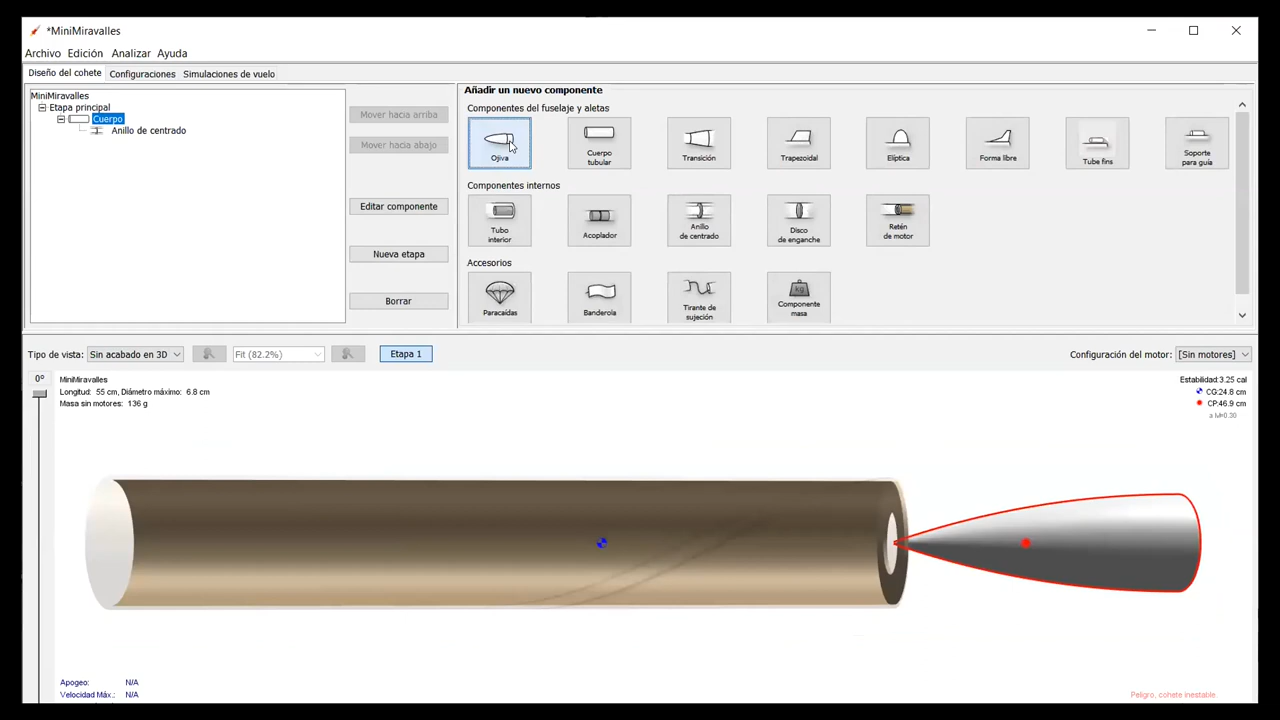 *MiniMiravalles
Archivo Edición Analizar Ayuda
Diseño del cohete Configuraciones Simulaciones de vuelo
MiniMiravalles
Etapa principal
Cuerpo
Anillo de centrado
Mover hacia arriba
Mover hacia abajo
Editar componente
Nueva etapa
Borrar
Añadir un nuevo componente
Componentes del fuselaje y aletas
Ojiva
Cuerpo
tubular
Transición
Trapezoidal
Elíptica
Forma libre
Tube fins
Soporte
para guía
Componentes internos
Tubo
interior
Acoplador
Anillo
de centrado
Disco
de enganche
Retén
de motor
Accesorios
Paracaídas
Banderola
Tirante de
sujeción
kg
Componente
masa
Tipo de vista: Sin acabado en 3D Fit (82.2%) Etapa 1 Configuración del motor: [Sin motores]
0°
MiniMiravalles
Longitud: 55 cm, Diámetro máximo: 6.8 cm
Masa sin motores: 136 g
Estabilidad:3.25 cal
CG:24.8 cm
CP:46.9 cm
a M=0.30
Apogeo: N/A
Velocidad Máx.: N/A
Peligro, cohete inestable.